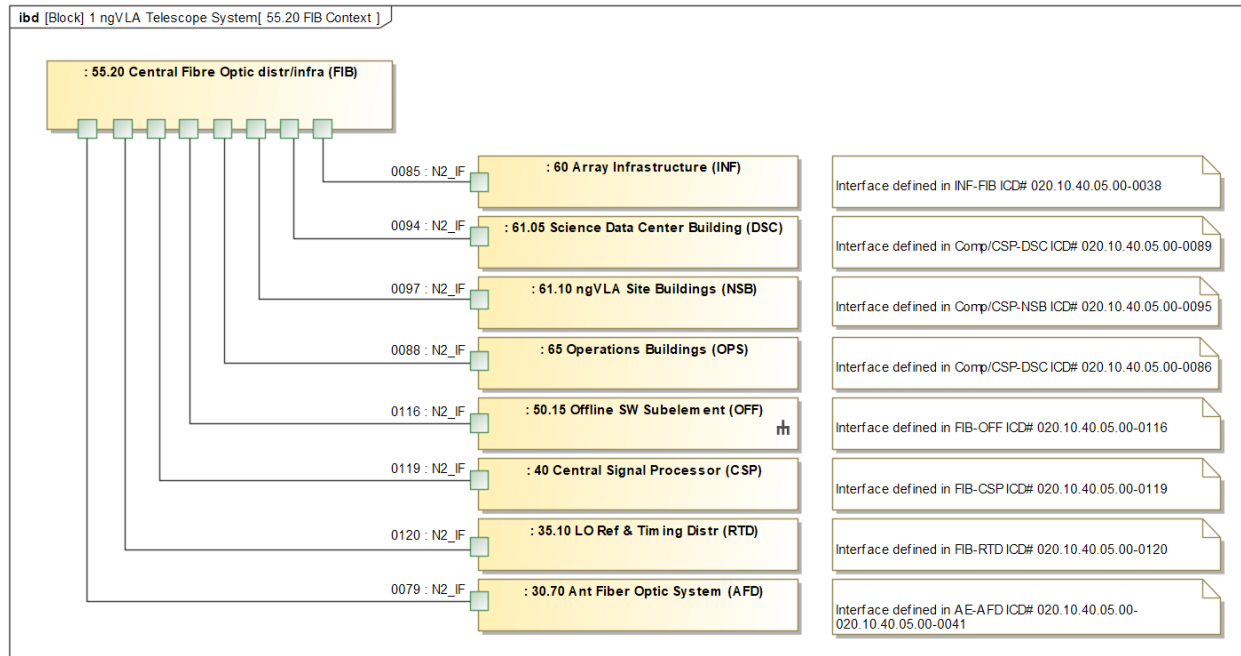 ibd [Block] 1 ngVLA Telescope System[ 55.20 FIB Context ]
: 55.20 Central Fibre Optic distr/infra (FIB)
0085 : N2_IF
: 60 Array Infrastructure (INF)
Interface defined in INF-FIB ICD# 020.10.40.05.00-0038
0094 : N2_IF
: 61.05 Science Data Center Building (DSC)
Interface defined in Comp/CSP-DSC ICD# 020.10.40.05.00-0089
0097 : N2_IF
: 61.10 ngVLA Site Buildings (NSB)
Interface defined in Comp/CSP-NSB ICD# 020.10.40.05.00-0095
0088 : N2_IF
: 65 Operations Buildings (OPS)
Interface defined in Comp/CSP-DSC ICD# 020.10.40.05.00-0086
0116 : N2_IF
: 50.15 Offline SW Subelement (OFF)
Interface defined in FIB-OFF ICD# 020.10.40.05.00-0116
0119 : N2_IF
: 40 Central Signal Processor (CSP)
Interface defined in FIB-CSP ICD# 020.10.40.05.00-0119
0120 : N2_IF
: 35.10 LO Ref & Timing Distr (RTD)
Interface defined in FIB-RTD ICD# 020.10.40.05.00-0120
0079 : N2_IF
: 30.70 Ant Fiber Optic System (AFD)
Interface defined in AE-AFD ICD# 020.10.40.05.00-
020.10.40.05.00-0041